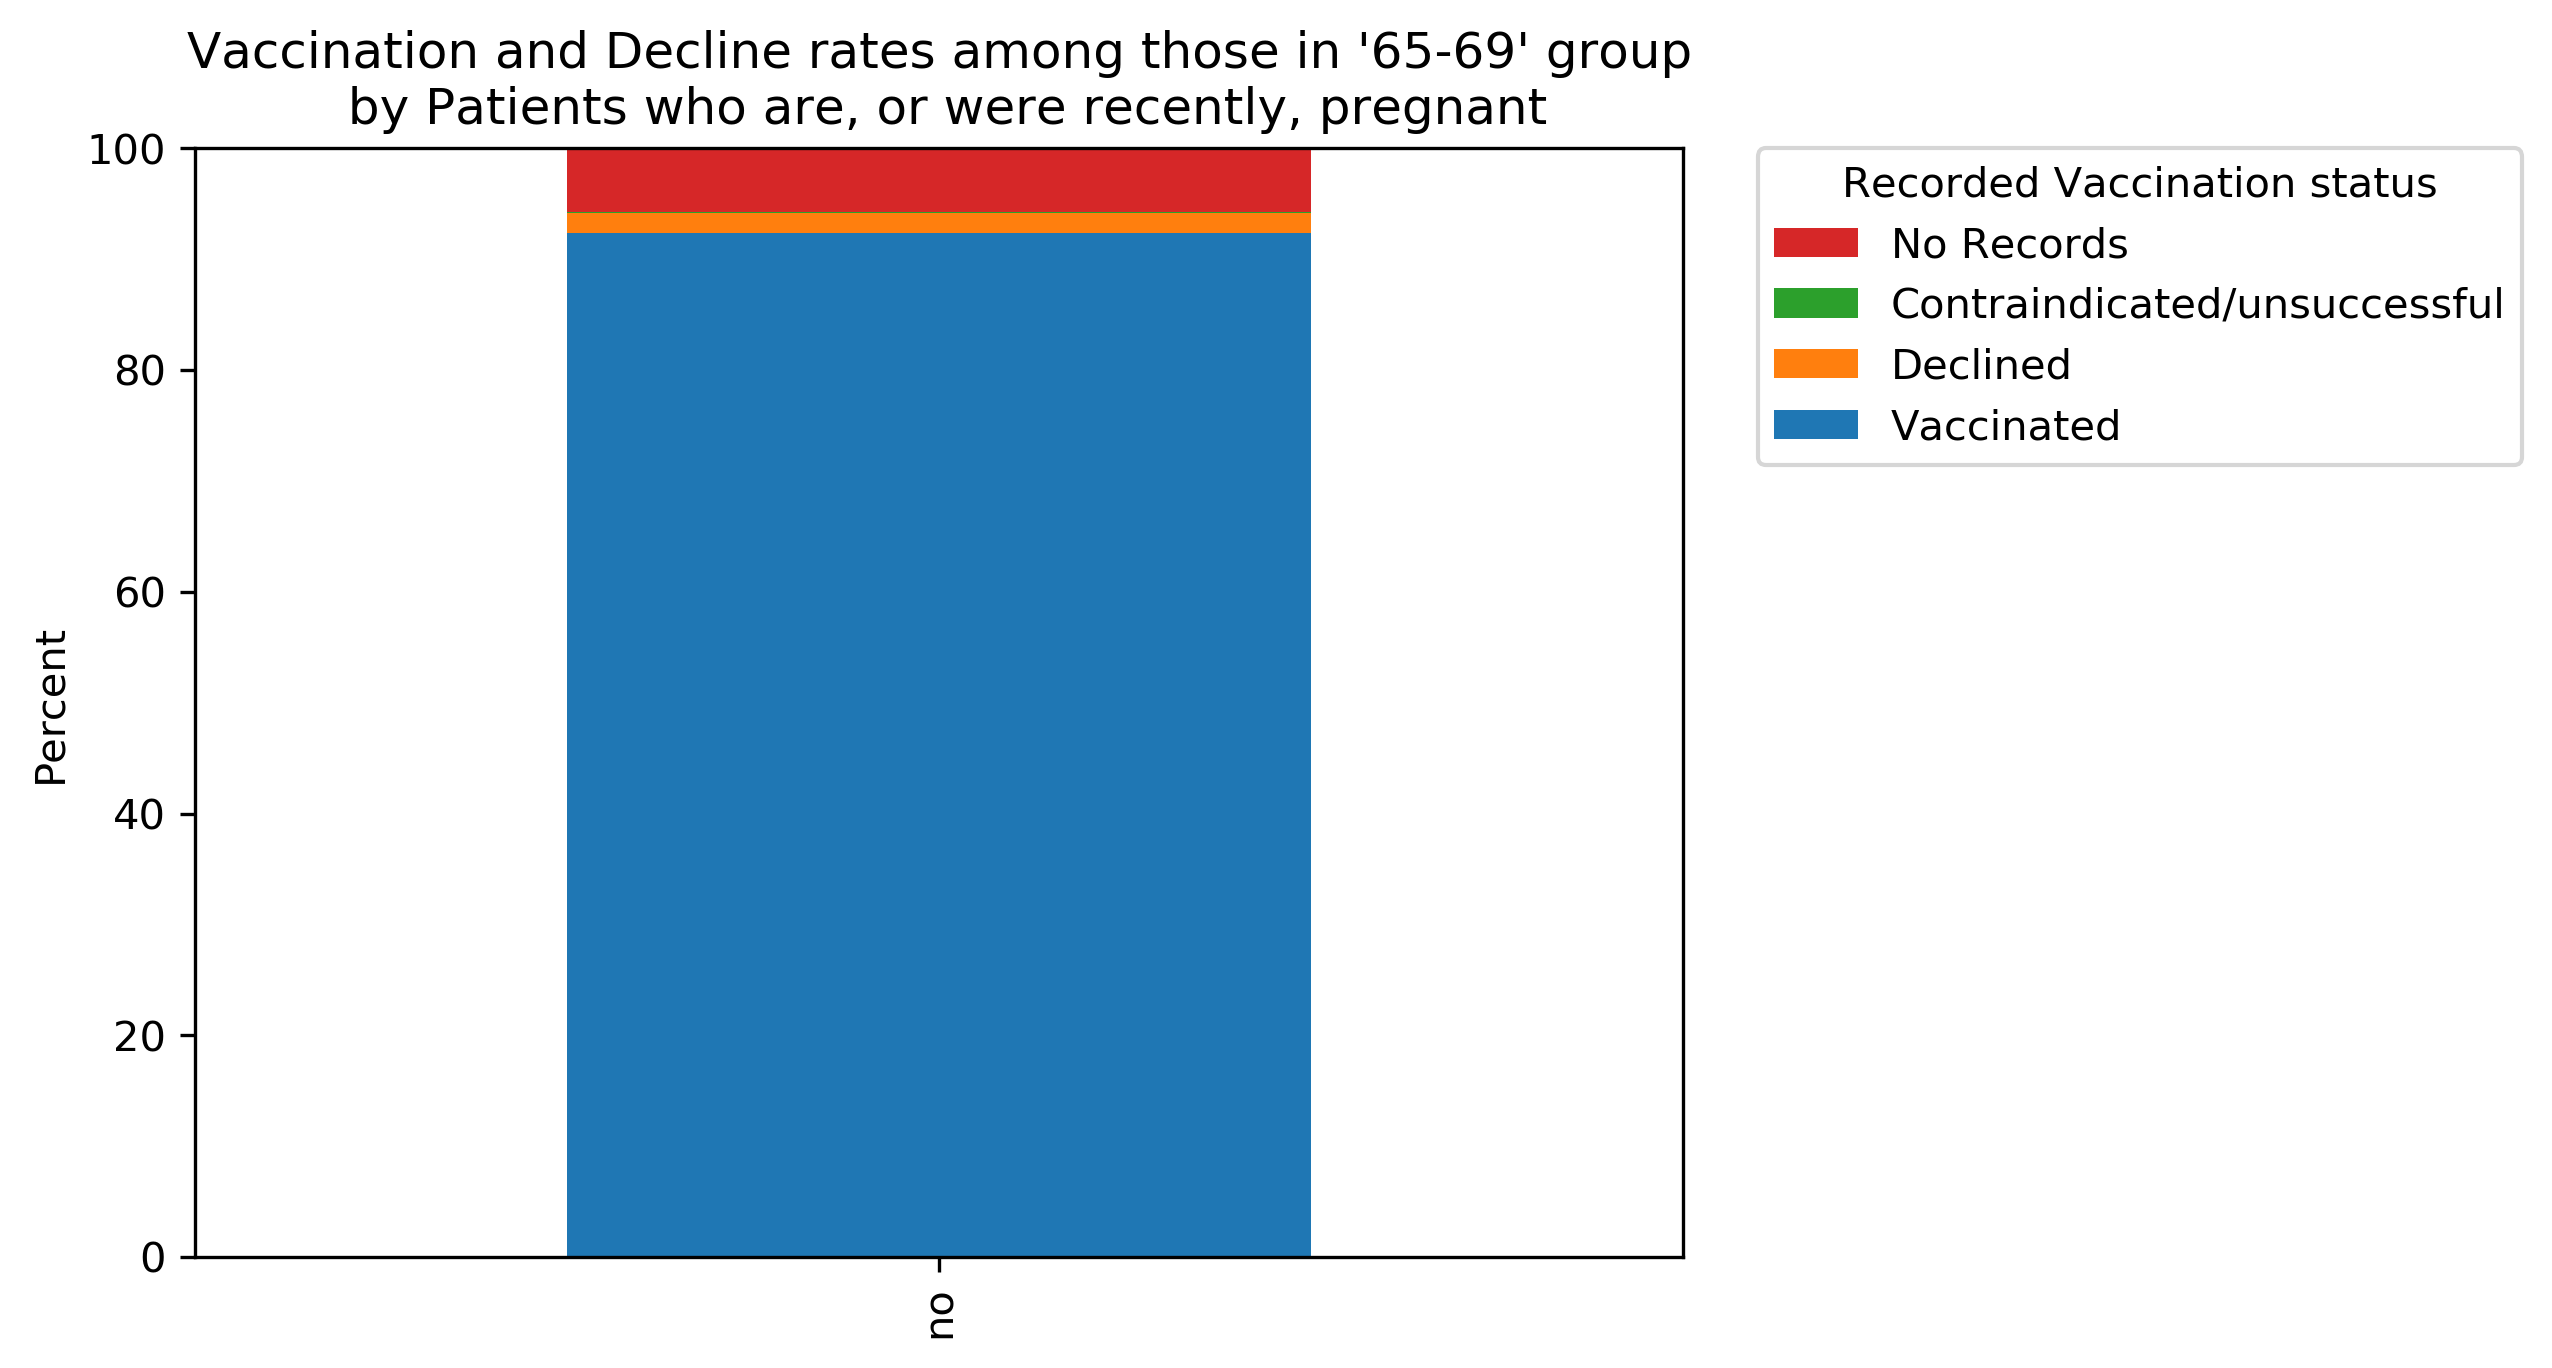 Vaccination and Decline rates among those in '65-69' group
by Patients who are, or were recently, pregnant
100
80
60
40
20
0
Percent
no
Recorded Vaccination status
No Records
Contraindicated/unsuccessful
Declined
Vaccinated